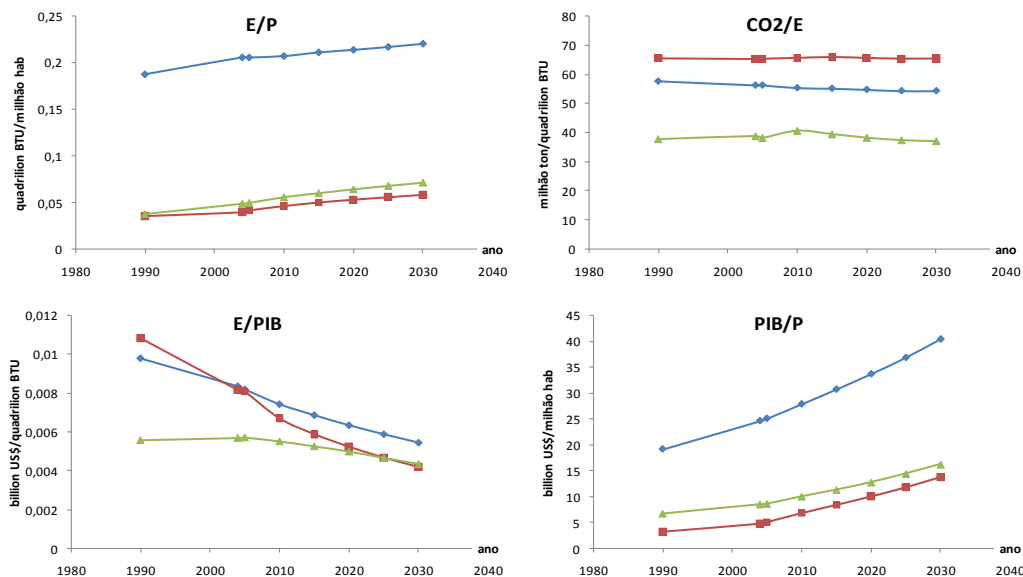 E/P
quadrilion BTU/millhão hab
0,25
0,2
0,15
0,1
0,05
0
ano
1980 1990 2000 2010 2020 2030 2040
CO2/E
milhão ton/quadrilion BTU
80
70
60
50
40
30
20
10
0
ano
1980 1990 2000 2010 2020 2030 2040
E/PIB
billion US$/quadrilion BTU
0,012
0,01
0,008
0,006
0,004
0,002
0
ano
1980 1990 2000 2010 2020 2030 2040
PIB/P
billion US$/milhão hab
45
40
35
30
25
20
15
10
5
0
ano
1980 1990 2000 2010 2020 2030 2040